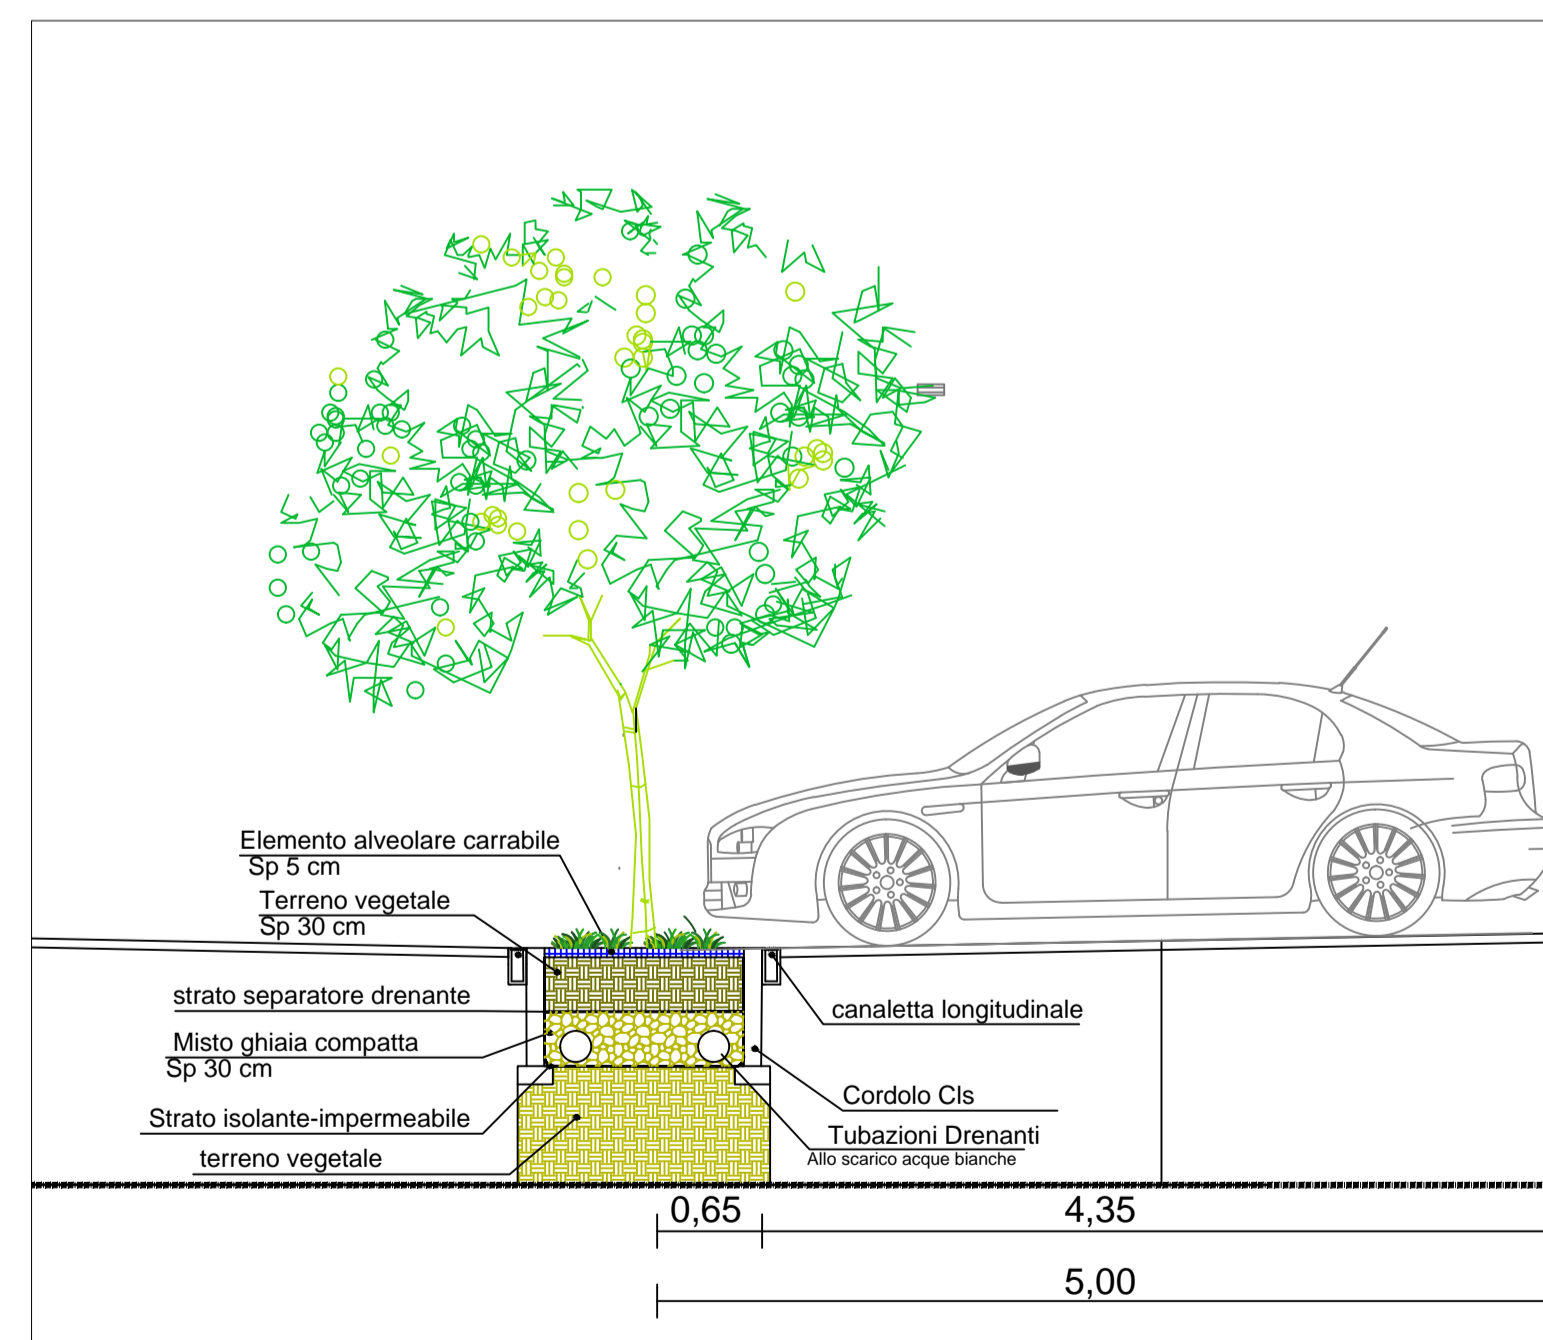 Elemento alveolare carrabile
Sp 5 cm
Terreno vegetale
Sp 30 cm
strato separatore drenante
Misto ghiaia compatta
Sp 30 cm
Strato isolante-impermeabile
terreno vegetale
canaletta longitudinale
Cordolo Cls
Tubazioni Drenanti
Allo scarico acque bianche
0,65 4,35
5,00